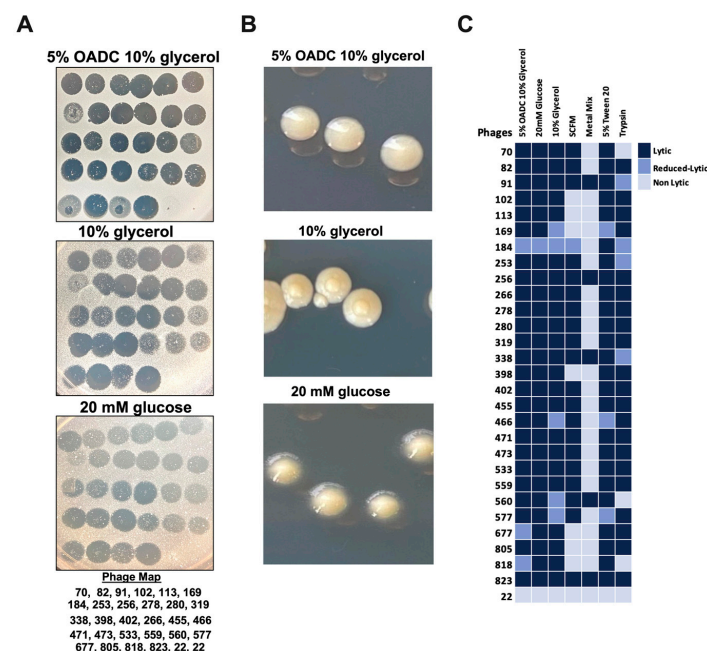 A
B
C
5% OADC 10% glycerol
10% glycerol
20 mM glucose
Phage Map
70, 82, 91, 102, 113, 169
184, 253, 256, 278, 280, 319
338, 398, 402, 266, 455, 466
471, 473, 533, 559, 560, 577
677, 805, 818, 823, 22, 22
5% OADC 10% glycerol
10% glycerol
20 mM glucose
5% OADC 10% Glycerol
20mM Glucose
10% Glycerol
SCFM
Metal Mix
5% Tween 20
Trypsin
Phages
70
82
91
102
113
169
184
253
256
266
278
280
319
338
398
402
455
466
471
473
533
559
560
577
677
805
818
823
22
Lytic
Reduced-Lytic
Non Lytic